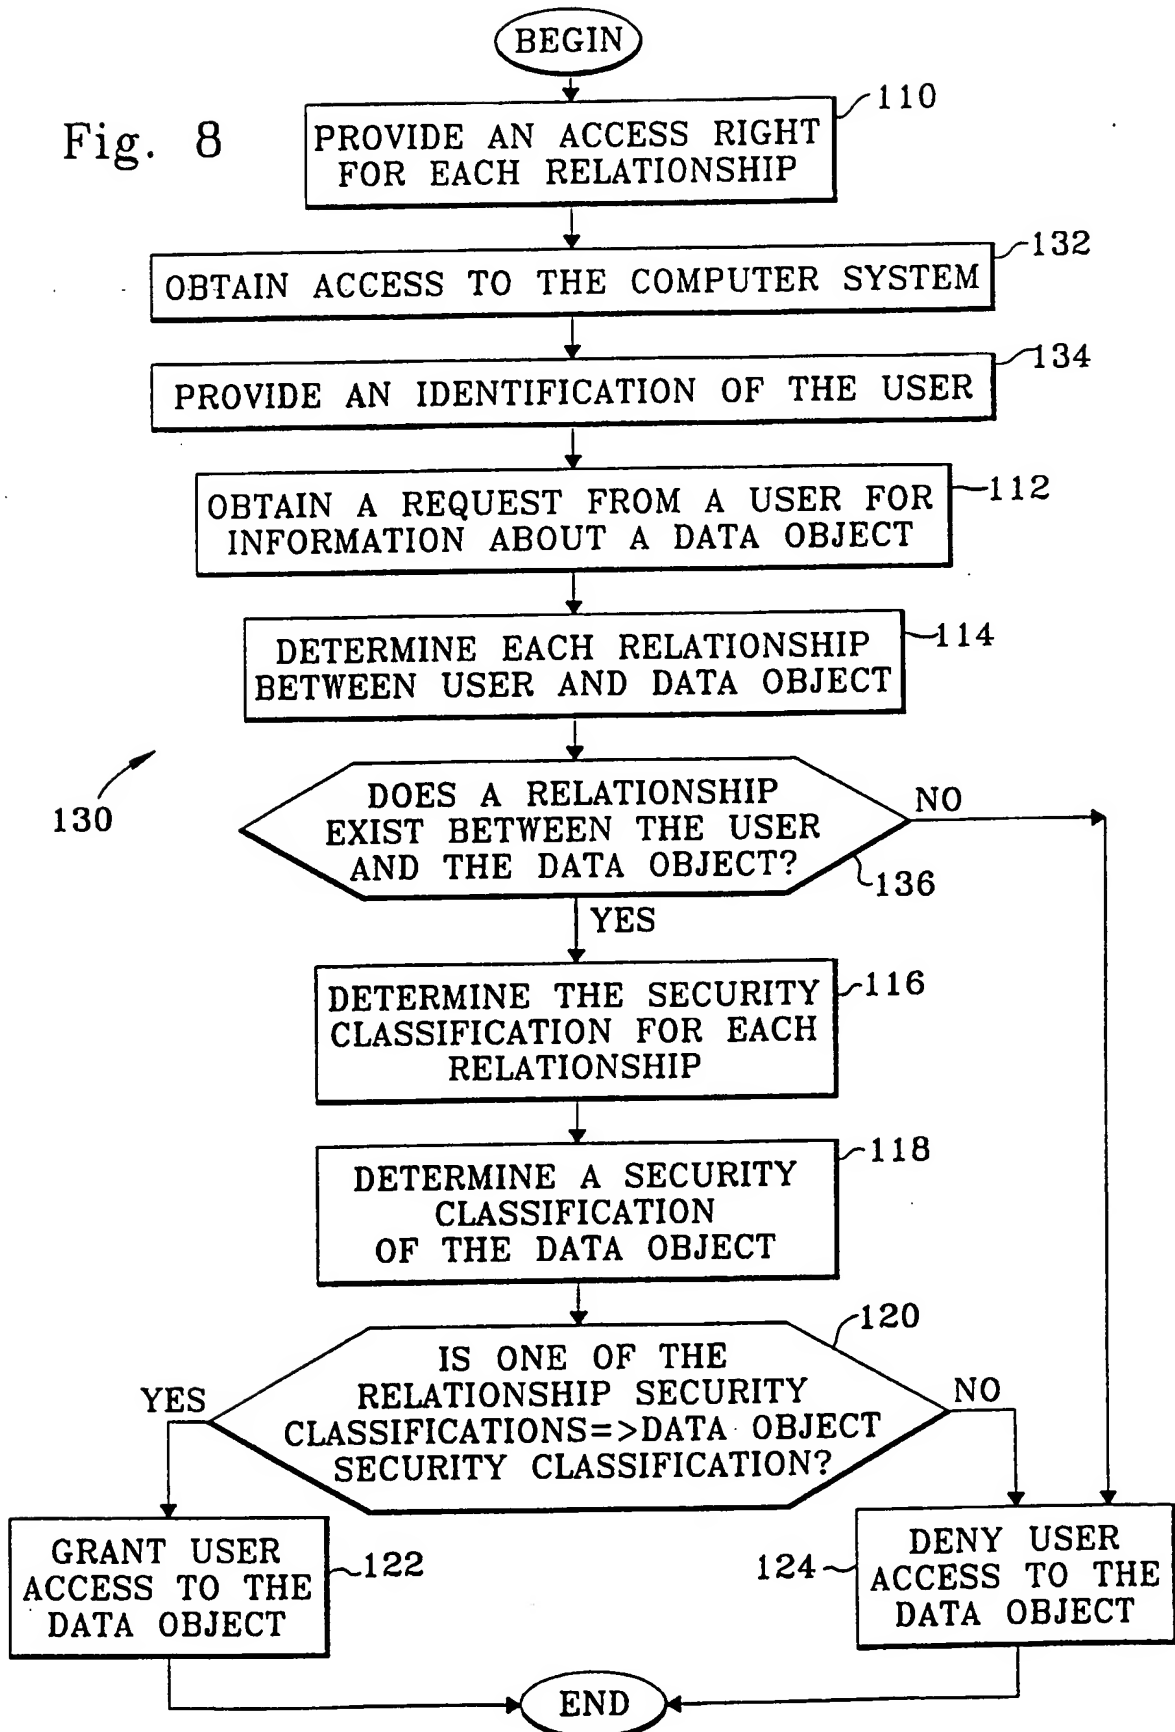 BEGIN
Fig. 8
110
PROVIDE AN ACCESS RIGHT
FOR EACH RELATIONSHIP
132
OBTAIN ACCESS TO THE COMPUTER SYSTEM
134
PROVIDE AN IDENTIFICATION OF THE USER
112
OBTAIN A REQUEST FROM A USER FOR
INFORMATION ABOUT A DATA OBJECT
114
DETERMINE EACH RELATIONSHIP
BETWEEN USER AND DATA OBJECT
130
DOES A RELATIONSHIP
EXIST BETWEEN THE USER
AND THE DATA OBJECT?
NO
136
YES
116
DETERMINE THE SECURITY
CLASSIFICATION FOR EACH
RELATIONSHIP
118
DETERMINE A SECURITY
CLASSIFICATION
OF THE DATA OBJECT
120
IS ONE OF THE
RELATIONSHIP SECURITY
CLASSIFICATIONS=>DATA OBJECT
SECURITY CLASSIFICATION?
YES
NO
GRANT USER
ACCESS TO THE
DATA OBJECT
122
124
DENY USER
ACCESS TO THE
DATA OBJECT
END